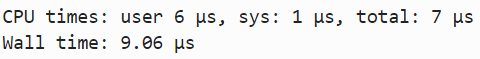 CPU times: user 6 µs, sys: 1 µs, total: 7 µs
Wall time: 9.06 µs